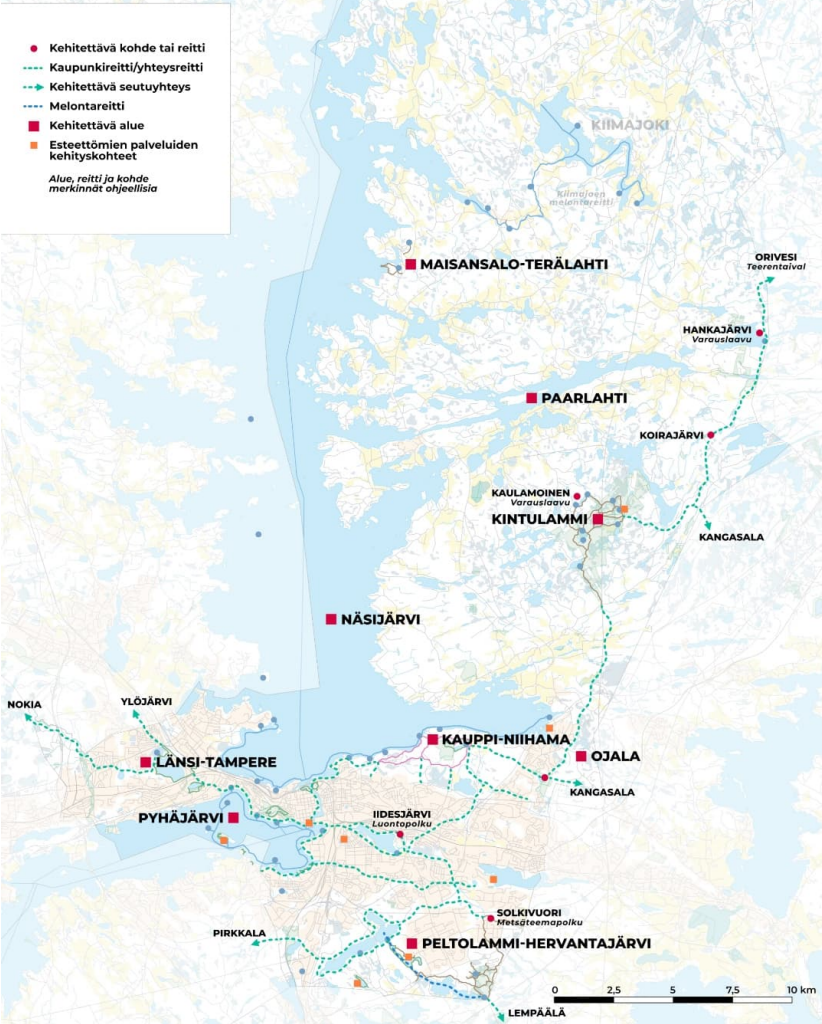 Kehitettävä kohde tai reitti
Kaupunkireitti/yhteysreitti
Kehitettävä seutuyhteys
Melontareitti
Kehitettävä alue
Esteettömien palveluiden
kehityskohteet
Alue, reitti ja kohde
merkinnät ohjeellisia
KIIMAJOKI
Kiimajoen
melontareitti
ORIVESI
Teerentaival
MAISANSALO-TERÄLAHTI
HANKAJÄRVI
Varauslaavu
PAARLAHTI
KOIRAJÄRVI
KAULAMOINEN
Varauslaavu
KINTULAMMI
KANGASALA
NÄSIJÄRVI
YLÖJÄRVI
NOKIA
KAUPPI-NIIHAMA
LÄNSI-TAMPERE
OJALA
KANGASALA
PYHÄJÄRVI
IIDESJÄRVI
Luontopolku
SOLKIVUORI
Metsäteemapolku
PIRKKALA
PELTOLAMMI-HERVANTAJÄRVI
0 2,5 5 7,5 10 km
LEMPÄÄLÄ